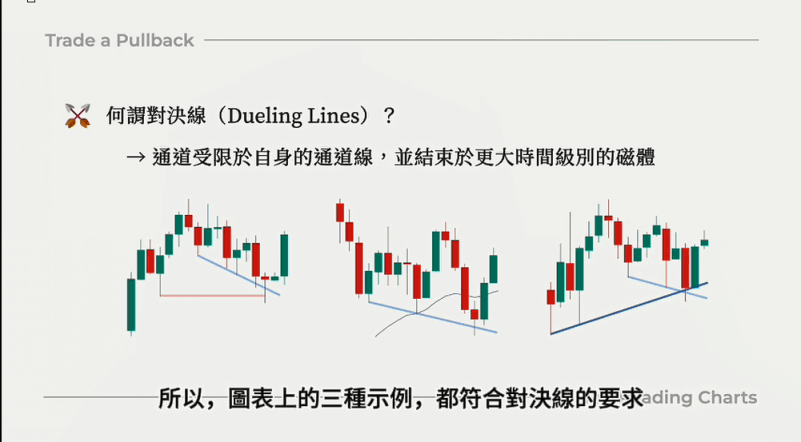 Trade a Pullback
何謂對決線（Dueling Lines）？
→ 通道受限於自身的通道線，並結束於更大時間級別的磁體
所以，圖表上的三種示例，都符合對決線的要求
ading Charts